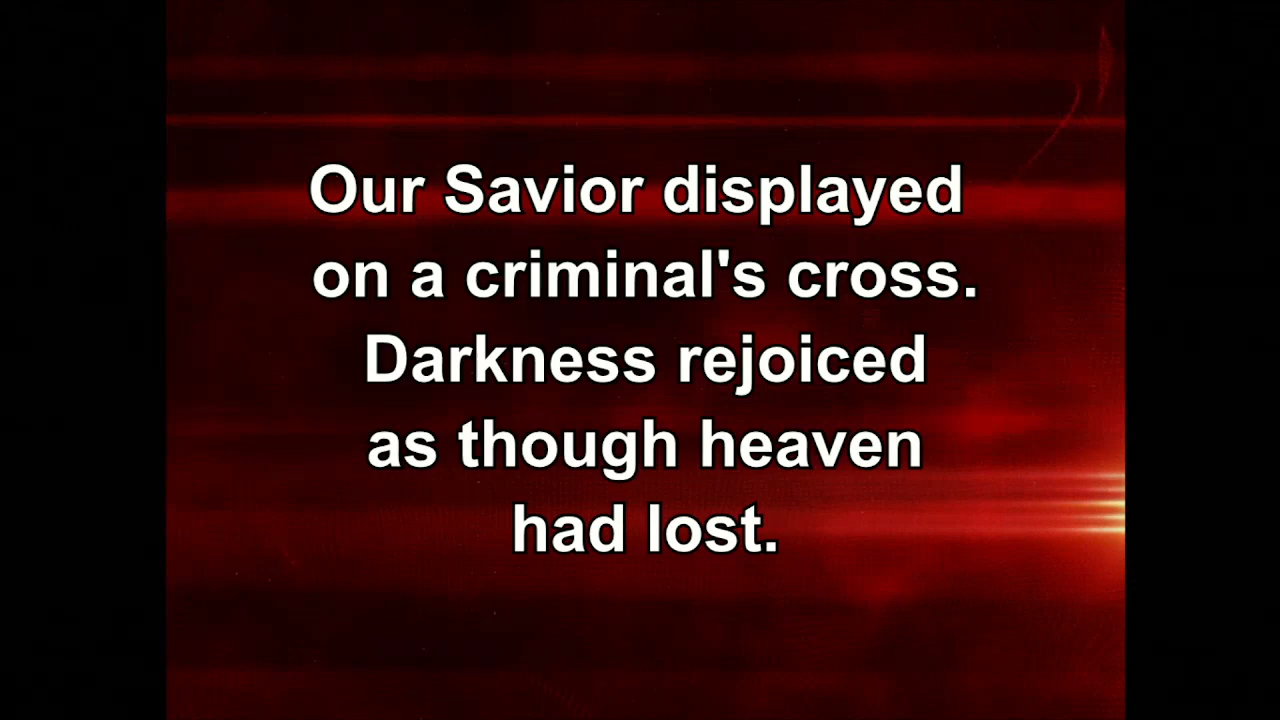 Our Savior displayed
on a criminal's cross.
Darkness rejoiced
as though heaven
had lost.